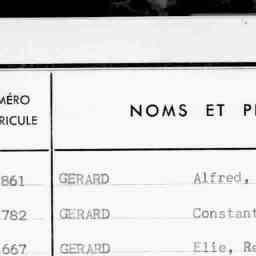 MÉRO
RICULE
NOMS ET P
861 GERARD Alfred,
782 GERARD Constant
667 GERARD Elie, Re